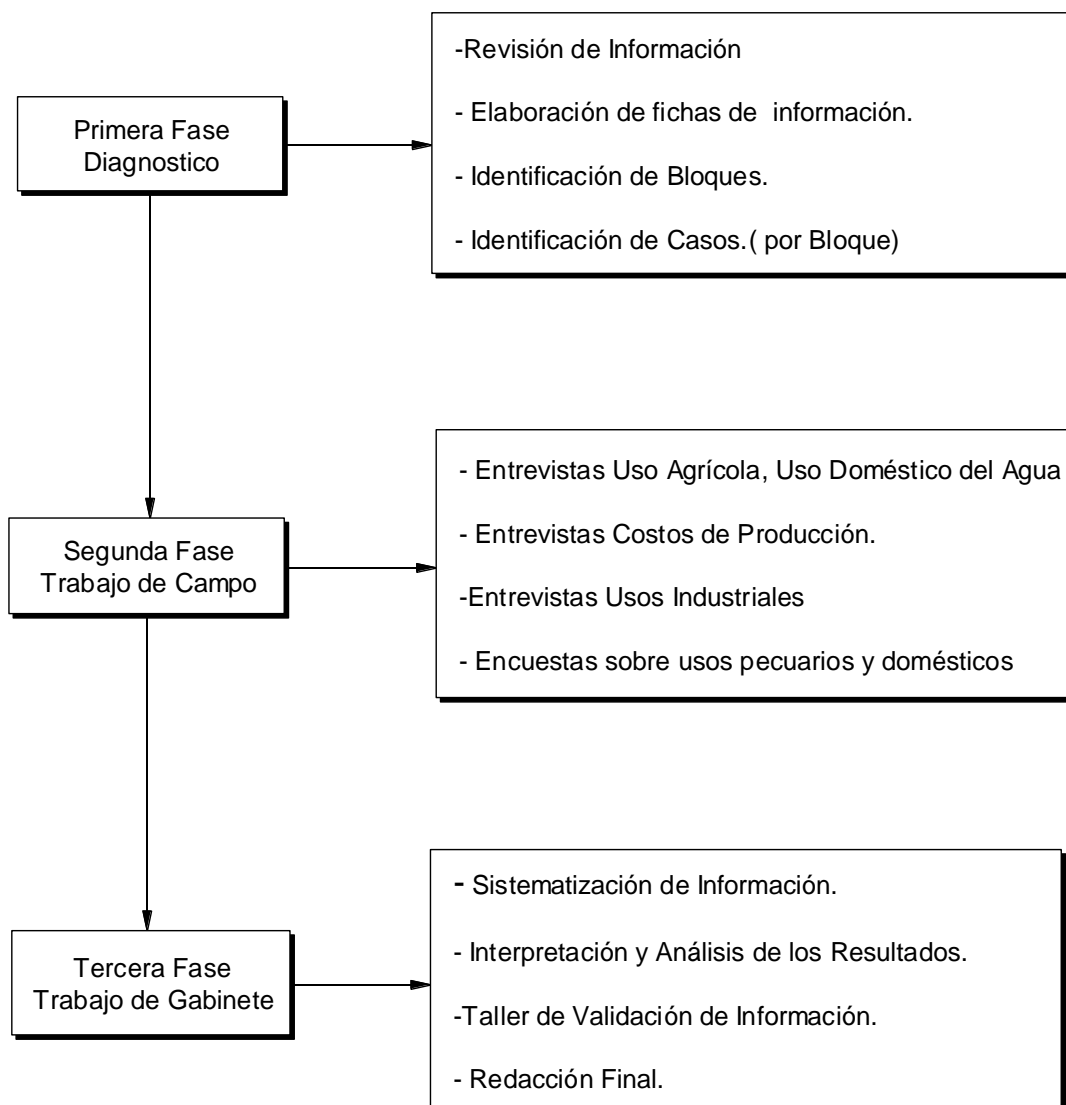 Primera Fase
Diagnostico
-Revisión de Información
- Elaboración de fichas de información.
- Identificación de Bloques.
- Identificación de Casos.( por Bloque)
Segunda Fase
Trabajo de Campo
- Entrevistas Uso Agrícola, Uso Doméstico del Agua
- Entrevistas Costos de Producción.
-Entrevistas Usos Industriales
- Encuestas sobre usos pecuarios y domésticos
Tercera Fase
Trabajo de Gabinete
- Sistematización de Información.
- Interpretación y Análisis de los Resultados.
-Taller de Validación de Información.
- Redacción Final.